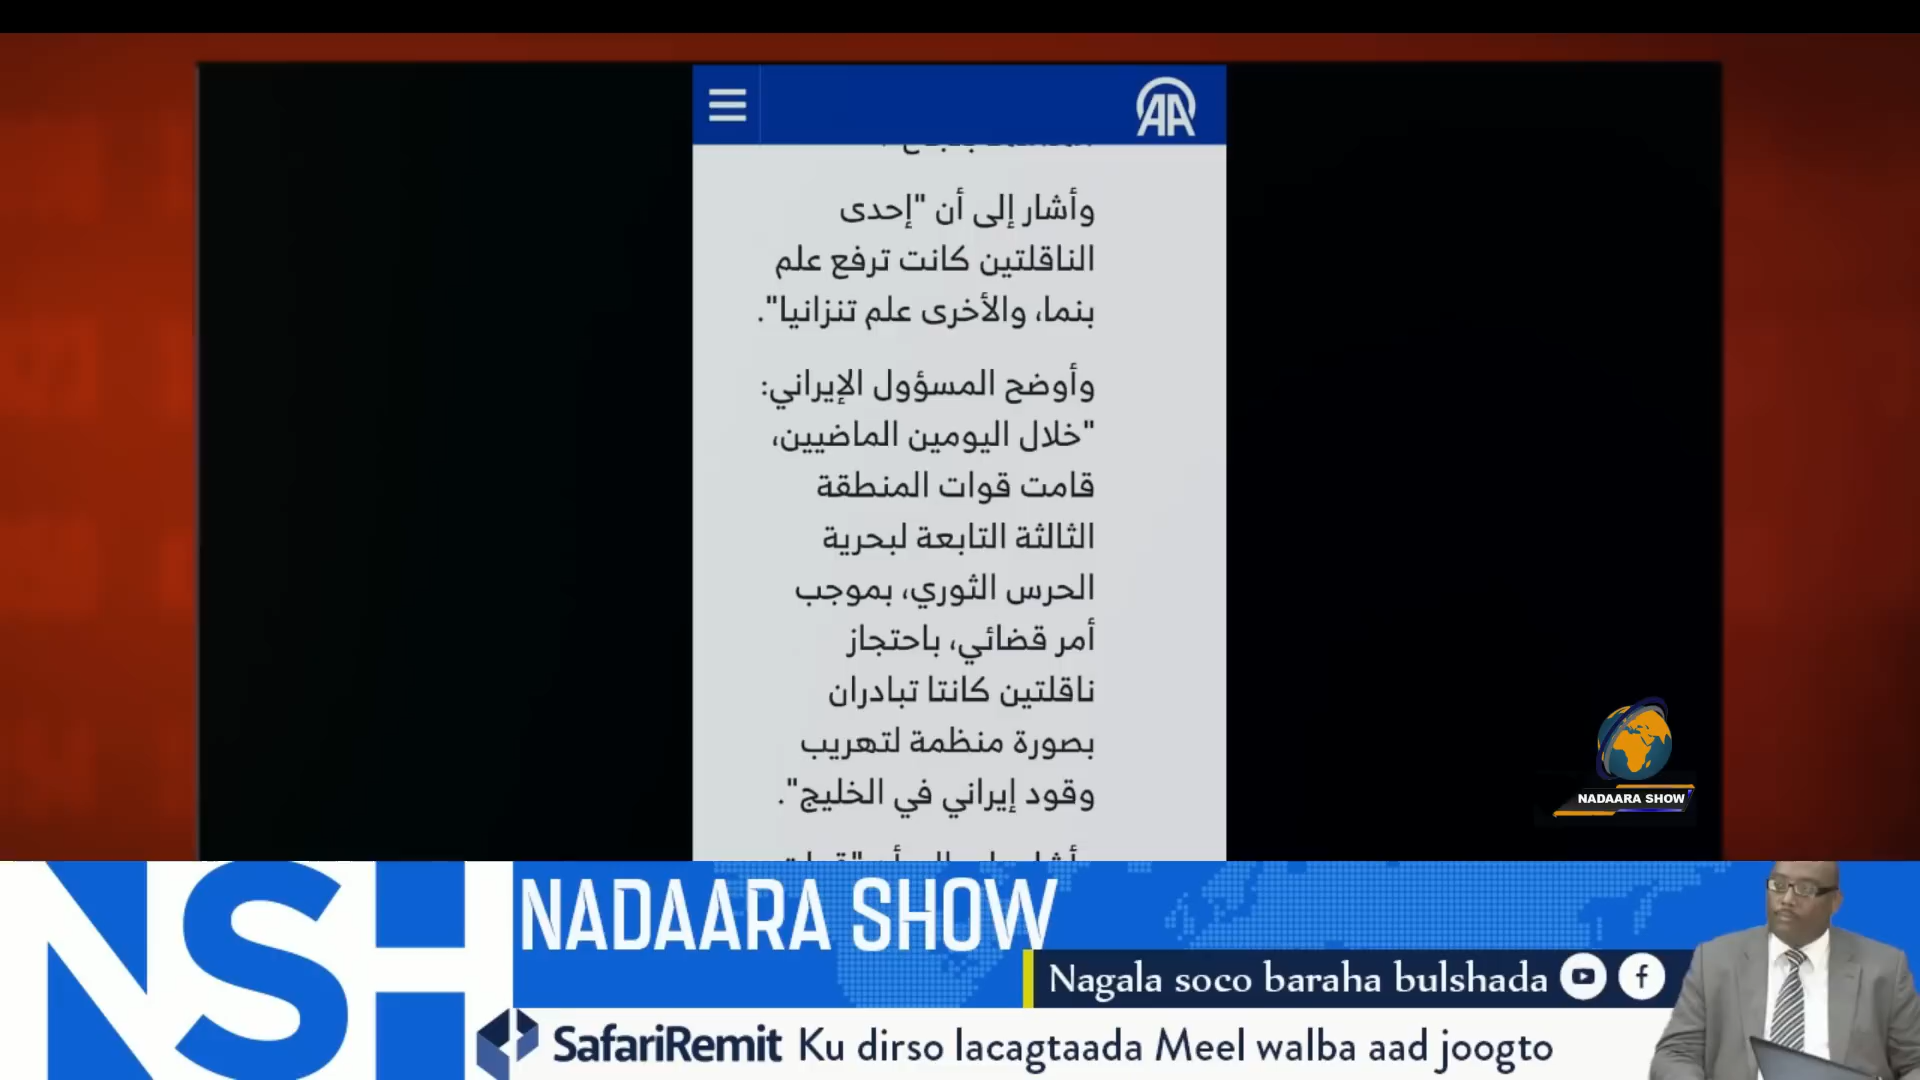 AA
وأشار إلى أن "إحدى
الناقلتين كانت ترفع علم
بنما، والأخرى علم تنزانيا".
وأوضح المسؤول الإيراني:
"خلال اليومين الماضيين،
قامت قوات المنطقة
الثالثة التابعة لبحرية
الحرس الثوري، بموجب
أمر قضائي، باحتجاز
ناقلتين كانتا تبادران
بصورة منظمة لتهريب
وقود إيراني في الخليج".
NADAARA SHOW
NSH
NADAARA SHOW
Nagala soco baraha bulshada
SafariRemit Ku dirso lacagtaada Meel walba aad joogto